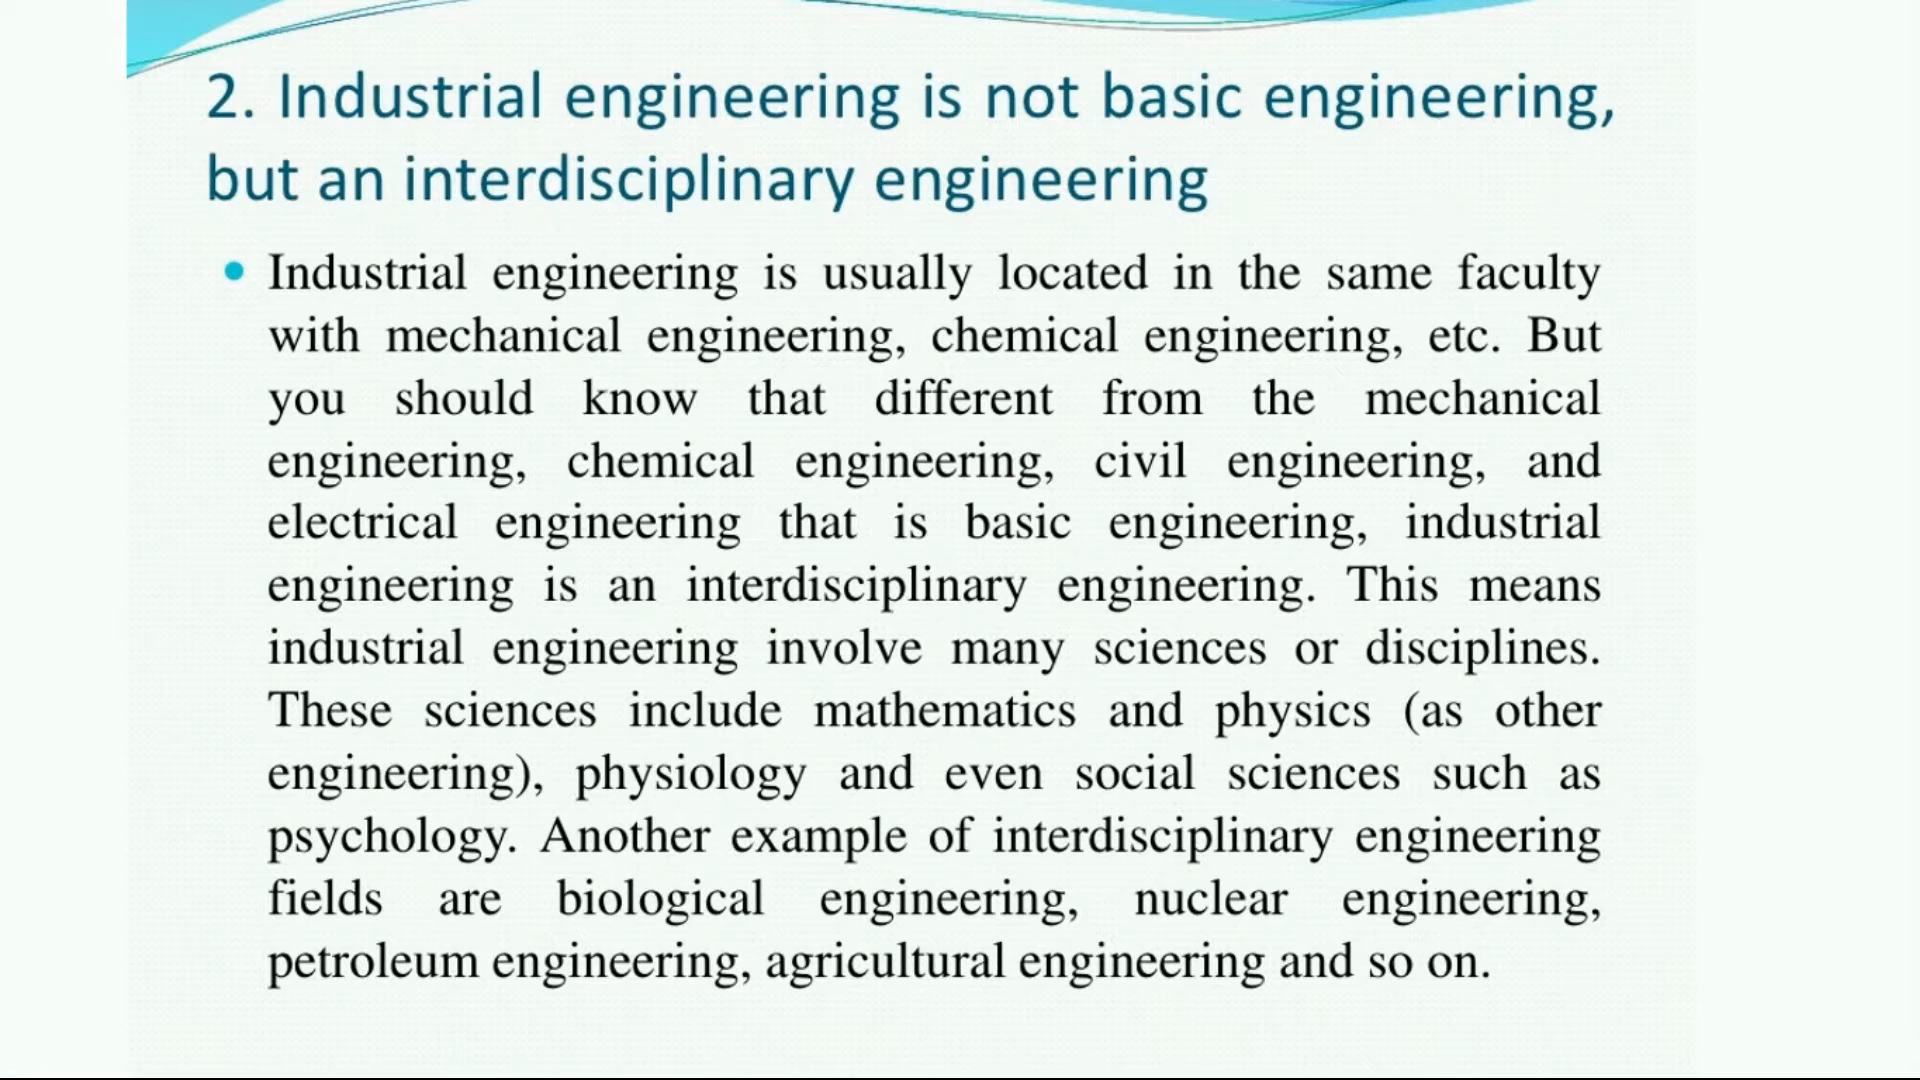 2. Industrial engineering is not basic engineering,
but an interdisciplinary engineering
• Industrial engineering is usually located in the same faculty
with mechanical engineering, chemical engineering, etc. But
you should know that different from the mechanical
engineering, chemical engineering, civil engineering, and
electrical engineering that is basic engineering, industrial
engineering is an interdisciplinary engineering. This means
industrial engineering involve many sciences or disciplines.
These sciences include mathematics and physics (as other
engineering), physiology and even social sciences such as
psychology. Another example of interdisciplinary engineering
fields are biological engineering, nuclear engineering,
petroleum engineering, agricultural engineering and so on.